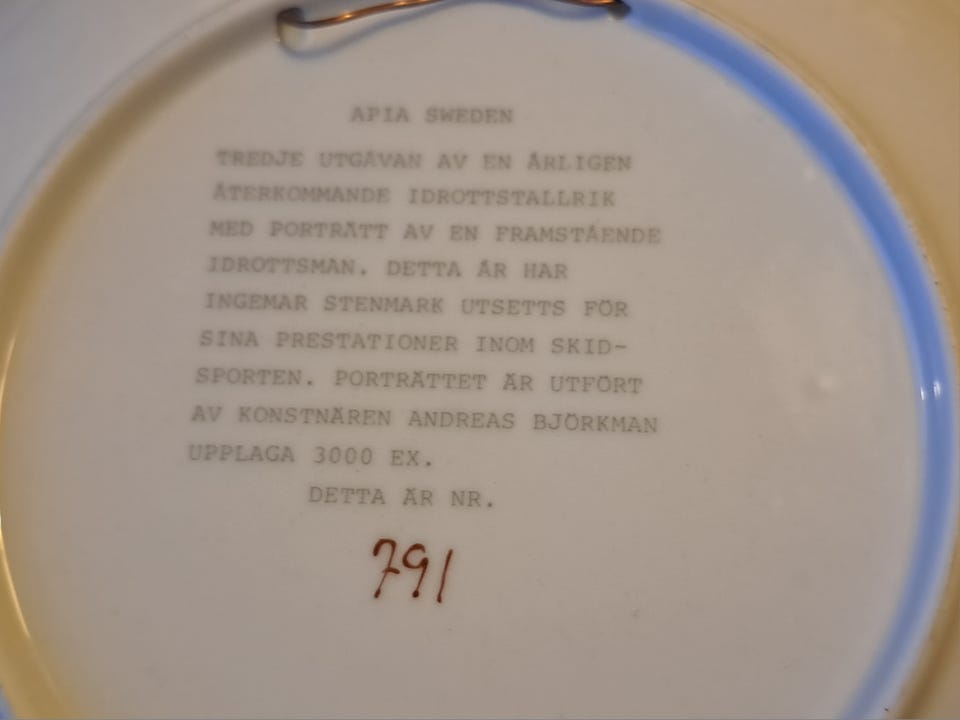 APIA SWEDEN
TREDJE UTGÅVAN AV EN ÅRLIGEN
ÅTERKOMMANDE IDROTTSTALLRIK
MED PORTRÄTT AV EN FRAMSTÅENDE
IDROTTSMAN. DETTA ÅR HAR
INGEMAR STENMARK UTSETTS FÖR
SINA PRESTATIONER INOM SKID-
SPORTEN. PORTRÄTTET ÄR UTFÖRT
AV KONSTNÄREN ANDREAS BJÖRKMAN
UPPLAGA 3000 EX.
DETTA ÄR NR.
791